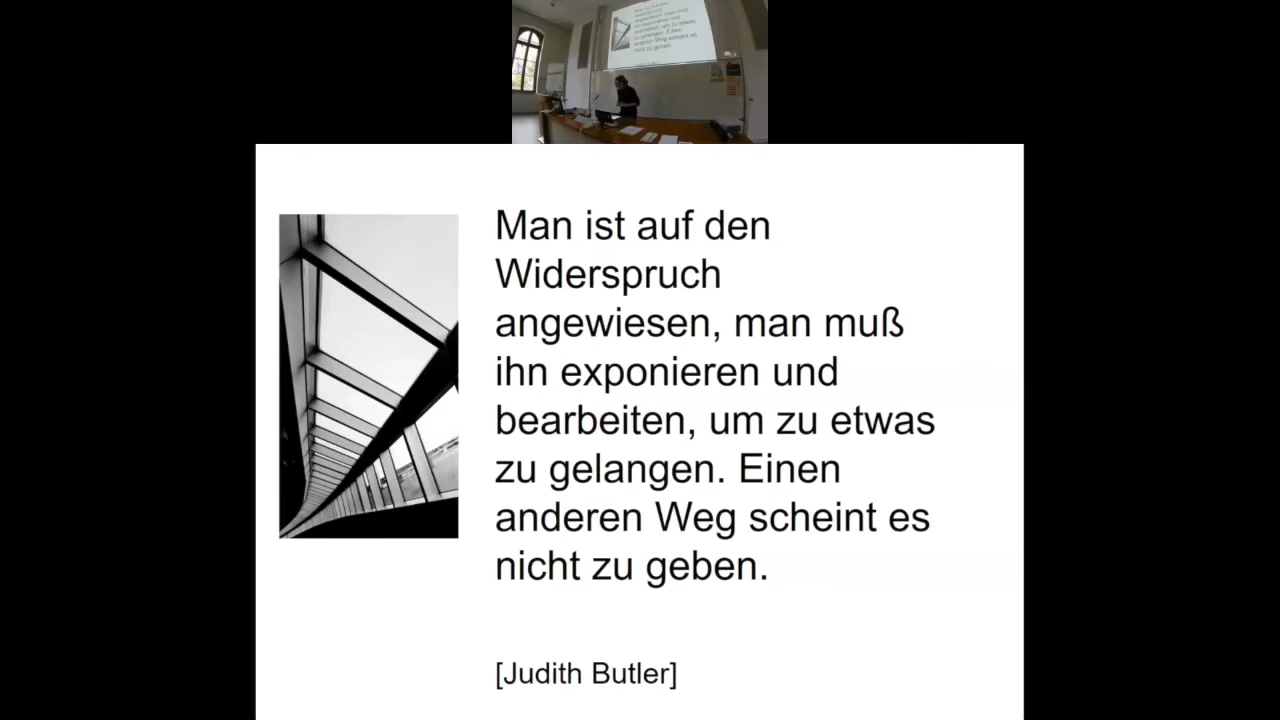 Man ist auf den
Widerspruch
angewiesen, man muß
ihn exponieren und
bearbeiten, um zu etwas
zu gelangen. Einen
anderen Weg scheint es
nicht zu geben.
[Judith Butler]